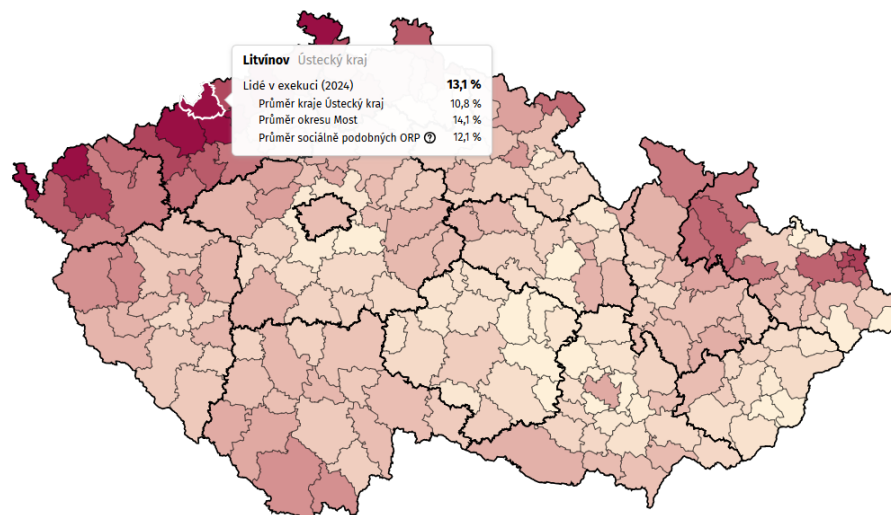 Litvínov Ústecký kraj
Lidé v exekuci (2024) 13,1 %
Průměr kraje Ústecký kraj 10,8 %
Průměr okresu Most 14,1 %
Průměr sociálně podobných ORP ? 12,1 %